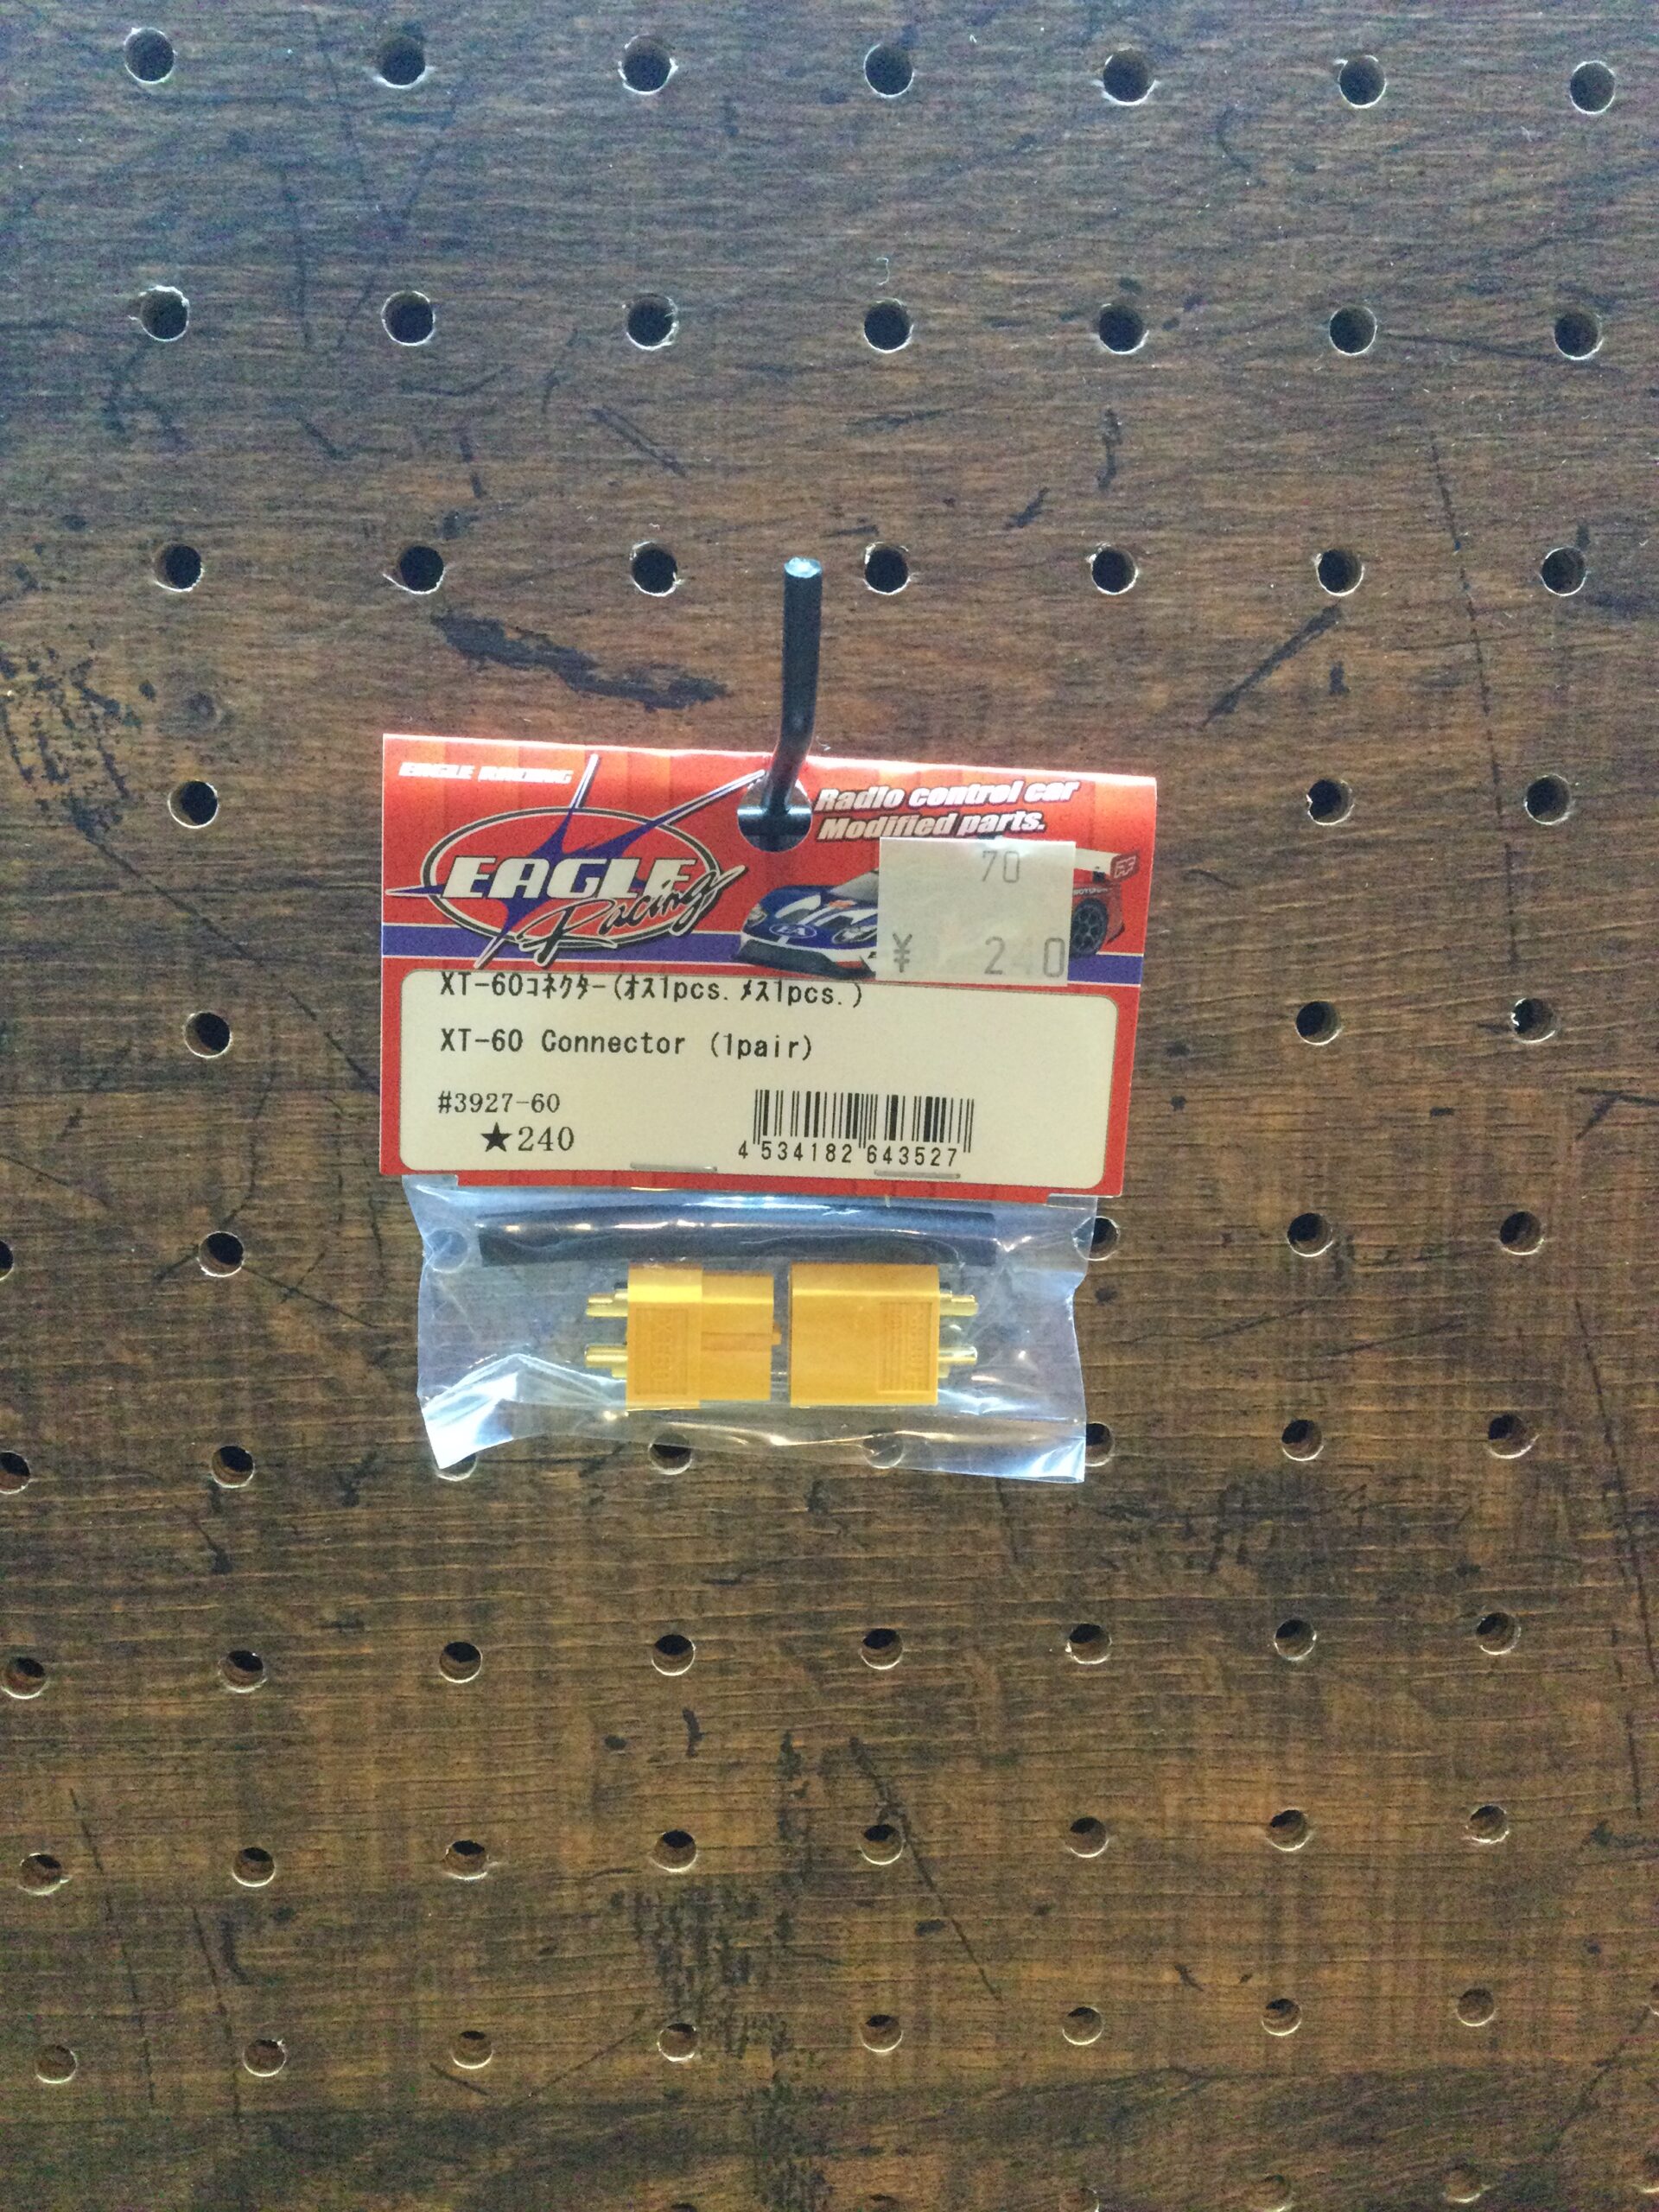 EAGLE RACING
Radio control car
Modified parts.
EAGLE
Racing
70
¥ 240
XT-60ｺﾈｸﾀｰ(ｵｽ1pcs. ﾒｽ1pcs.)
XT-60 Connector (1pair)
#3927-60
★240
4 534182 643527